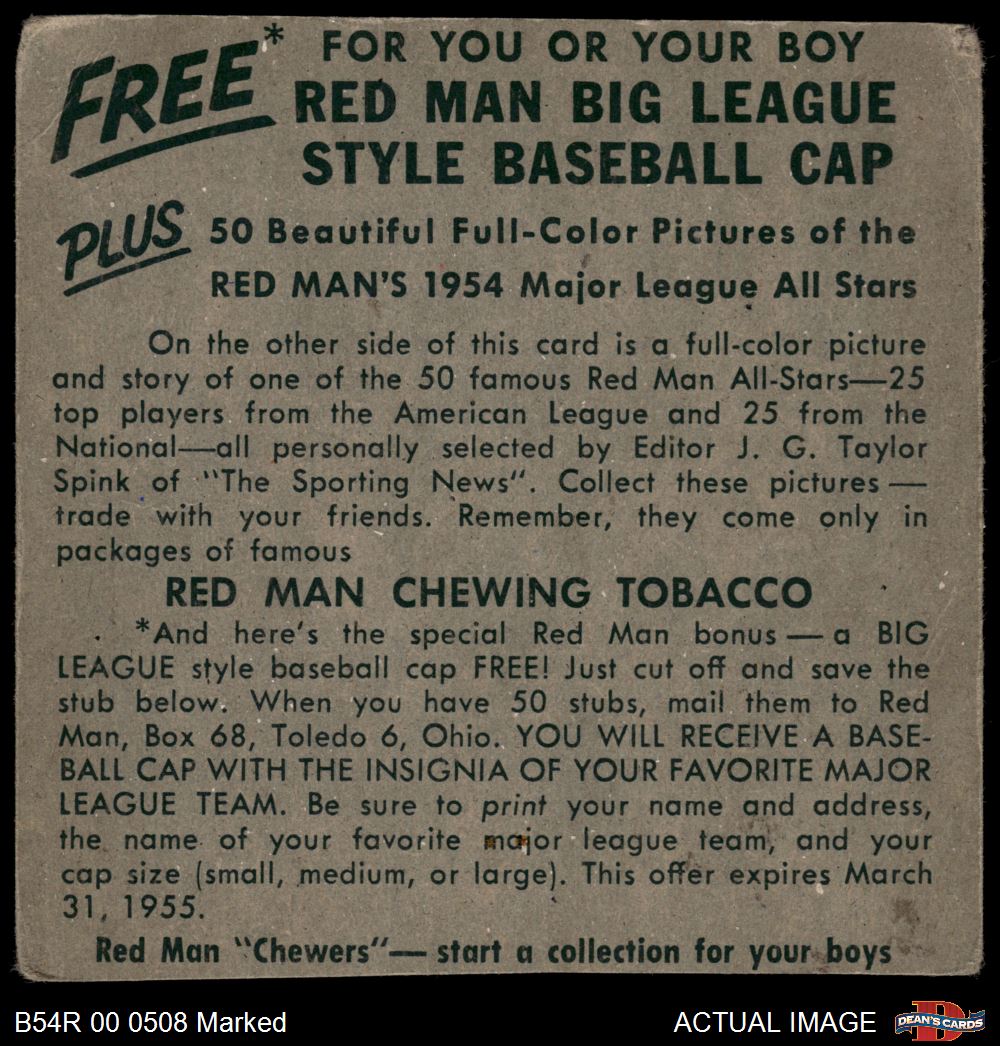 FREE* FOR YOU OR YOUR BOY
RED MAN BIG LEAGUE
STYLE BASEBALL CAP
PLUS 50 Beautiful Full-Color Pictures of the
RED MAN'S 1954 Major League All Stars
On the other side of this card is a full-color picture
and story of one of the 50 famous Red Man All-Stars—25
top players from the American League and 25 from the
National—all personally selected by Editor J. G. Taylor
Spink of "The Sporting News". Collect these pictures —
trade with your friends. Remember, they come only in
packages of famous
RED MAN CHEWING TOBACCO
*And here's the special Red Man bonus — a BIG
LEAGUE style baseball cap FREE! Just cut off and save the
stub below. When you have 50 stubs, mail them to Red
Man, Box 68, Toledo 6, Ohio. YOU WILL RECEIVE A BASE-
BALL CAP WITH THE INSIGNIA OF YOUR FAVORITE MAJOR
LEAGUE TEAM. Be sure to print your name and address,
the name of your favorite major league team, and your
cap size (small, medium, or large). This offer expires March
31, 1955.
Red Man "Chewers"— start a collection for your boys
B54R 00 0508 Marked
ACTUAL IMAGE
D
DEAN'S CARDS